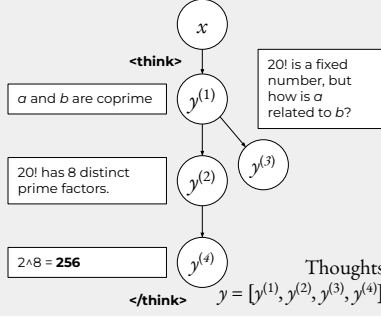 x
<think>
20! is a fixed
number, but
how is a
related to b?
a and b are coprime
y(1)
20! has 8 distinct
prime factors.
y(2)
y(3)
2^8 = 256
y(4)
</think>
Thoughts
y = [y(1), y(2), y(3), y(4)]